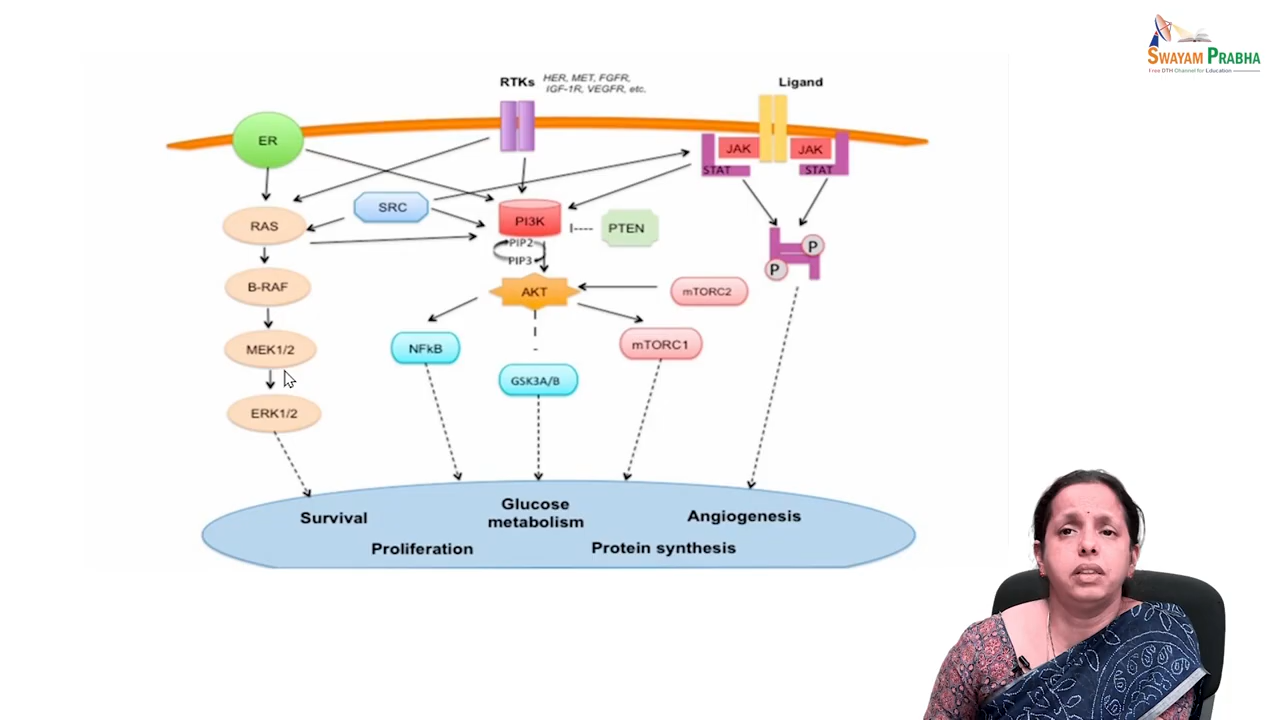 SWAYAM PRABHA
Free DTH Channel for Education
RTKs HER, MET, FGFR,
IGF-1R, VEGFR, etc.
Ligand
ER
JAK
JAK
STAT
STAT
SRC
RAS
PI3K
PTEN
PIP2
PIP3
P
P
B-RAF
AKT
mTORC2
MEK1/2
NFkB
mTORC1
GSK3A/B
ERK1/2
Survival
Glucose
metabolism
Angiogenesis
Proliferation
Protein synthesis